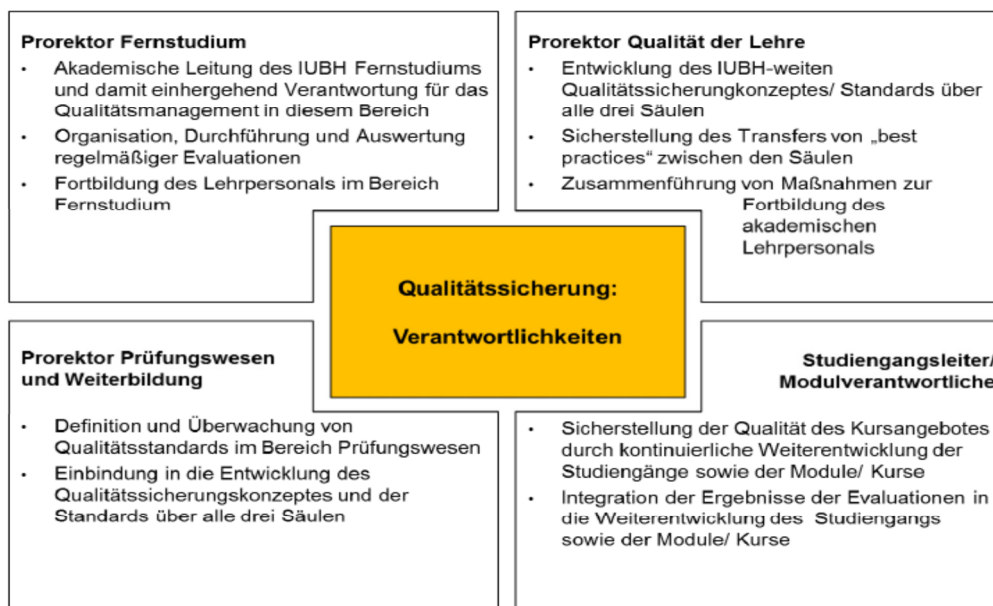 Prorektor Fernstudium
• Akademische Leitung des IUBH Fernstudiums
und damit einhergehend Verantwortung für das
Qualitätsmanagement in diesem Bereich
• Organisation, Durchführung und Auswertung
regelmäßiger Evaluationen
• Fortbildung des Lehrpersonals im Bereich
Fernstudium
Prorektor Qualität der Lehre
• Entwicklung des IUBH-weiten
Qualitätssicherungkonzeptes/ Standards über
alle drei Säulen
• Sicherstellung des Transfers von „best
practices“ zwischen den Säulen
• Zusammenführung von Maßnahmen zur
Fortbildung des
akademischen
Lehrpersonals
Qualitätssicherung:
Verantwortlichkeiten
Prorektor Prüfungswesen
und Weiterbildung
• Definition und Überwachung von
Qualitätsstandards im Bereich Prüfungswesen
• Einbindung in die Entwicklung des
Qualitätssicherungskonzeptes und der
Standards über alle drei Säulen
Studiengangsleiter/
Modulverantwortliche
• Sicherstellung der Qualität des Kursangebotes
durch kontinuierliche Weiterentwicklung der
Studiengänge sowie der Module/ Kurse
• Integration der Ergebnisse der Evaluationen in
die Weiterentwicklung des Studiengangs
sowie der Module/ Kurse